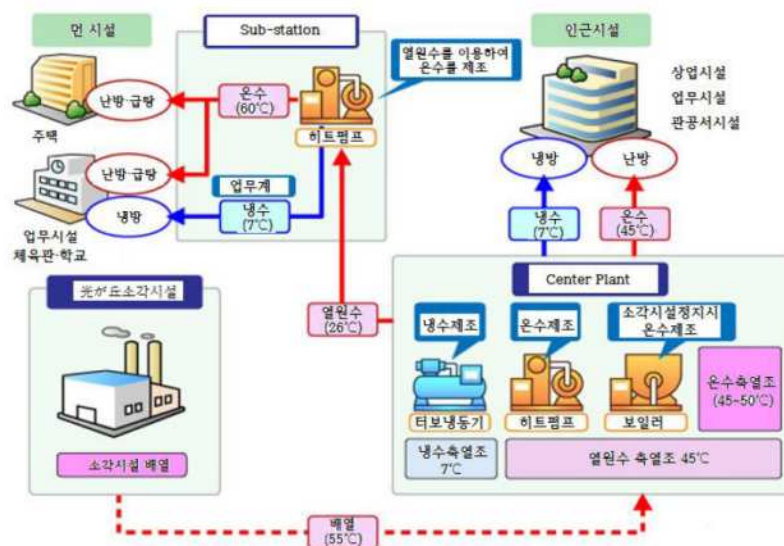 먼 시설
Sub-station
인근시설
열원수를 이용하여
온수를 제조
상업시설
업무시설
관공서시설
난방·급탕
온수
(60℃)
히트펌프
주택
난방·급탕
냉방
난방
업무계
냉방
냉수
(7℃)
냉수
(7℃)
온수
(45℃)
업무시설
체육관·학교
光が丘소각시설
Center Plant
열원수
(26℃)
냉수제조
온수제조
소각시설정지시
온수제조
온수축열조
(45~50℃)
터보냉동기
히트펌프
보일러
소각시설 배열
냉수축열조
7℃
열원수 축열조 45℃
배열
(55℃)